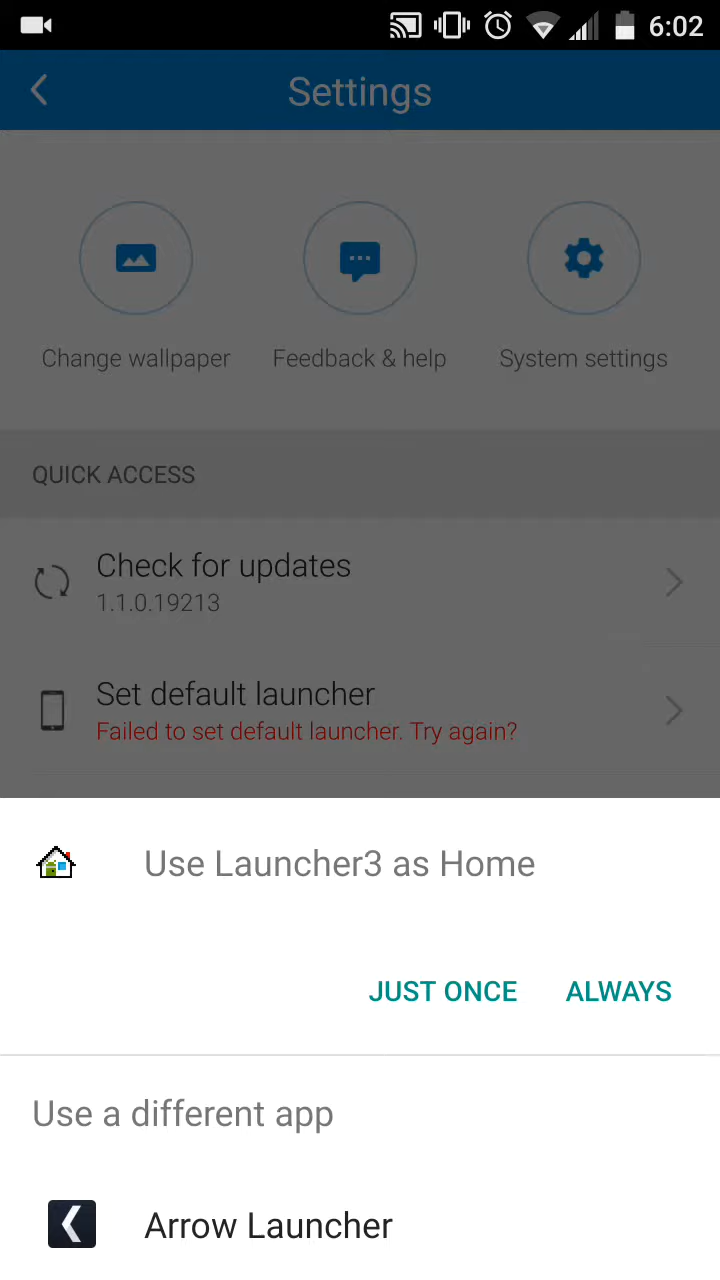 6:02
Settings
Change wallpaper
Feedback & help
System settings
QUICK ACCESS
Check for updates
1.1.0.19213
Set default launcher
Failed to set default launcher. Try again?
Use Launcher3 as Home
JUST ONCE
ALWAYS
Use a different app
Arrow Launcher